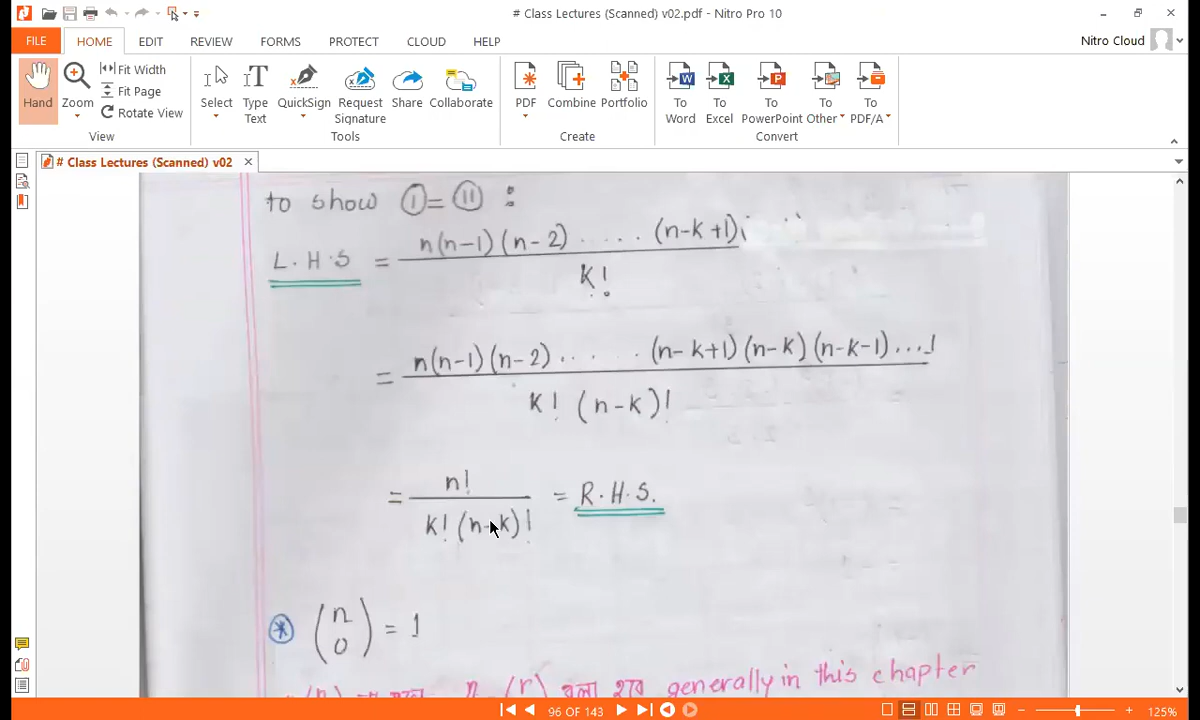 # Class Lectures (Scanned) v02.pdf - Nitro Pro 10
FILE HOME EDIT REVIEW FORMS PROTECT CLOUD HELP Nitro Cloud
Hand Zoom Fit Width Fit Page Rotate View Select Type Text QuickSign Request Signature Share Collaborate PDF Combine Portfolio To Word To Excel To PowerPoint To Other To PDF/A
View Tools Create Convert
# Class Lectures (Scanned) v02
to show Ⓘ = ⑪ :
L.H.S = n(n-1)(n-2) ..... (n-k+1) / k!
= n(n-1)(n-2) .... (n-k+1)(n-k)(n-k-1)...1 / k! (n-k)!
= n! / k!(n-k)! = R.H.S.
⊛ (n 0) = 1
n (r) বলা হবে generally in this chapter
96 OF 143 125%